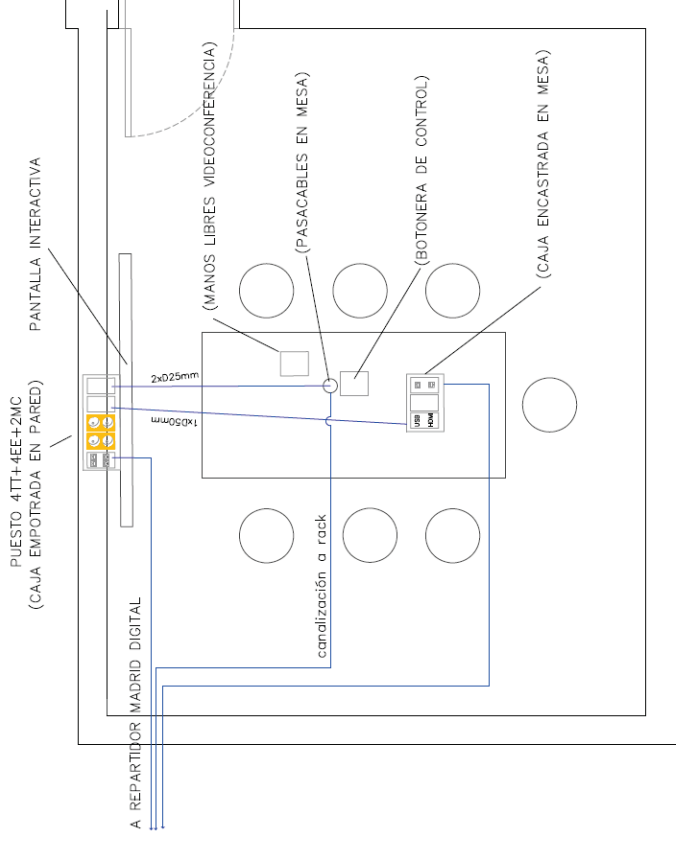 PUESTO 4TT+4EE+2MC
(CAJA EMPOTRADA EN PARED)
PANTALLA INTERACTIVA
(MANOS LIBRES VIDEOCONFERENCIA)
(PASACABLES EN MESA)
(BOTONERA DE CONTROL)
(CAJA ENCASTRADA EN MESA)
2xD25mm
1xD50mm
USB
HDMI
canalización a rack
A REPARTIDOR MADRID DIGITAL